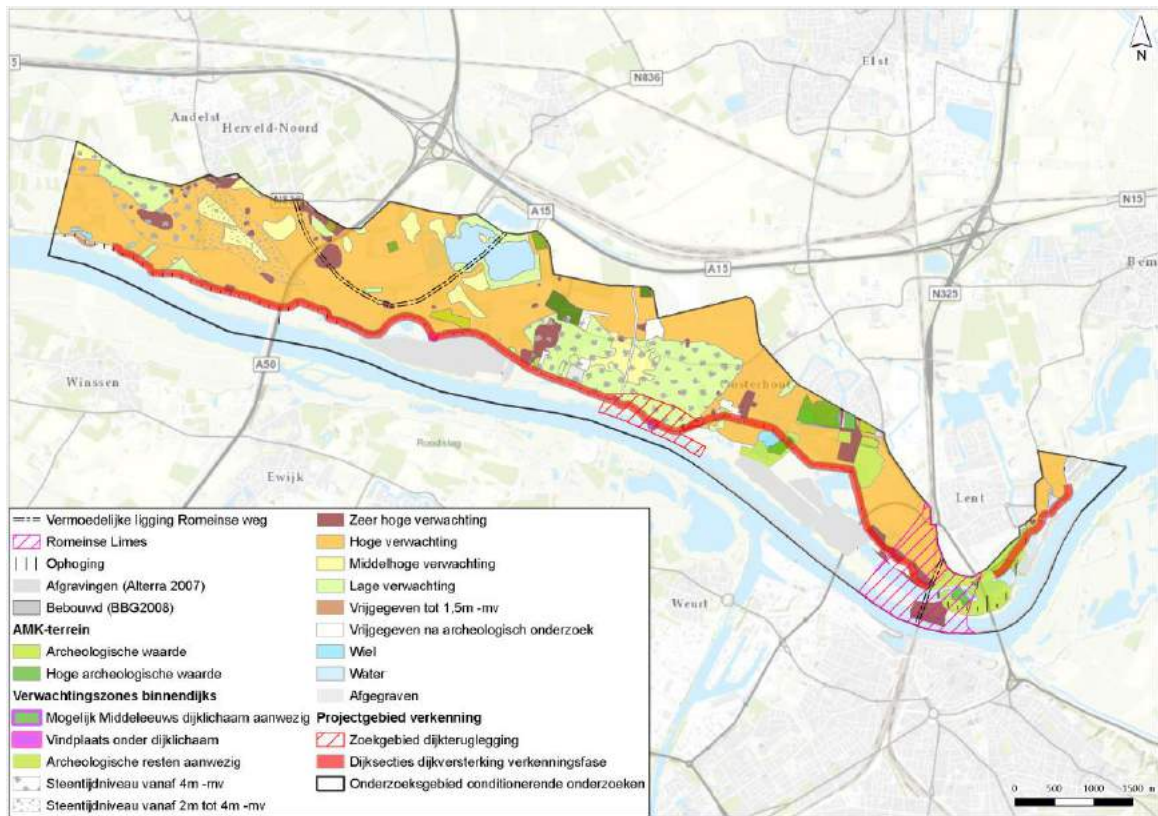 N
5
N836
Elst
Andelst
Herveld-Noord
A15
N15
A15
N325
Oosterhout
A50
Winssen
Ewijk
Lent
Weurt
Vermoedelijke ligging Romeinse weg
Romeinse Limes
Ophoging
Afgravingen (Alterra 2007)
Bebouwd (BBG2008)
AMK-terrein
Archeologische waarde
Hoge archeologische waarde
Verwachtingszones binnendijks
Mogelijk Middeleeuws dijklichaam aanwezig
Vindplaats onder dijklichaam
Archeologische resten aanwezig
Steentijdniveau vanaf 4m -mv
Steentijdniveau vanaf 2m tot 4m -mv
Zeer hoge verwachting
Hoge verwachting
Middelhoge verwachting
Lage verwachting
Vrijgegeven tot 1,5m -mv
Vrijgegeven na archeologisch onderzoek
Wiel
Water
Afgegraven
Projectgebied verkenning
Zoekgebied dijkteruglegging
Dijksecties dijkversterking verkenningsfase
Onderzoeksgebied conditionerende onderzoeken
0 500 1000 1500 m